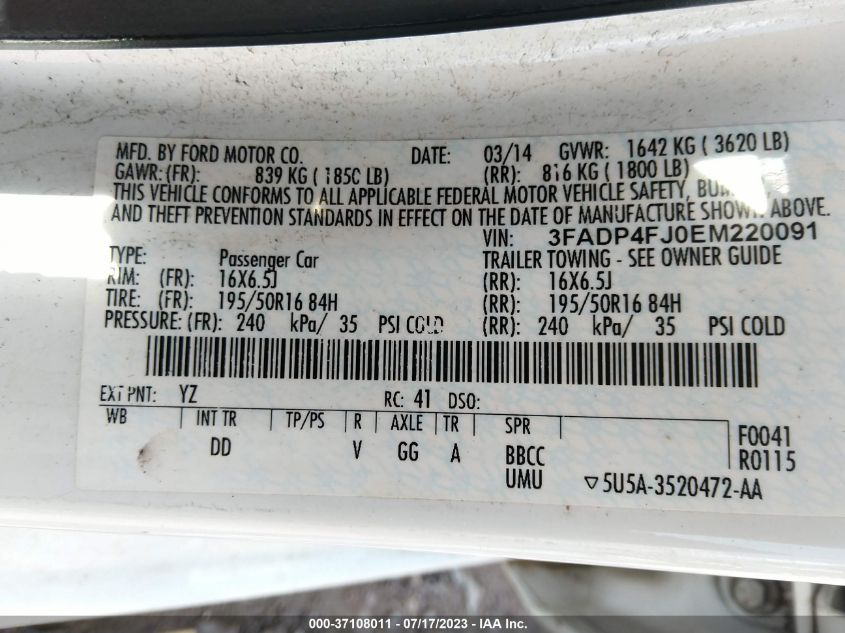 MFD. BY FORD MOTOR CO. DATE: 03/14 GVWR: 1642 KG ( 3620 LB)
GAWR:(FR): 839 KG ( 1850 LB) (RR): 816 KG ( 1800 LB)
THIS VEHICLE CONFORMS TO ALL APPLICABLE FEDERAL MOTOR VEHICLE SAFETY,
AND THEFT PREVENTION STANDARDS IN EFFECT ON THE DATE OF MANUFACTURE SHOWN ABOVE.
VIN: 3FADP4FJ0EM220091
TYPE: Passenger Car TRAILER TOWING - SEE OWNER GUIDE
RIM: (FR): 16X6.5J (RR): 16X6.5J
TIRE: (FR): 195/50R16 84H (RR): 195/50R16 84H
PRESSURE: (FR): 240 kPa/ 35 PSI COLD (RR): 240 kPa/ 35 PSI COLD
EXT PNT: YZ RC: 41 DSO:
WB INT TR TP/PS R AXLE TR SPR
DD V GG A BBCC
UMU
F0041
R0115
▽5U5A-3520472-AA
000-37108011 - 07/17/2023 - IAA Inc.